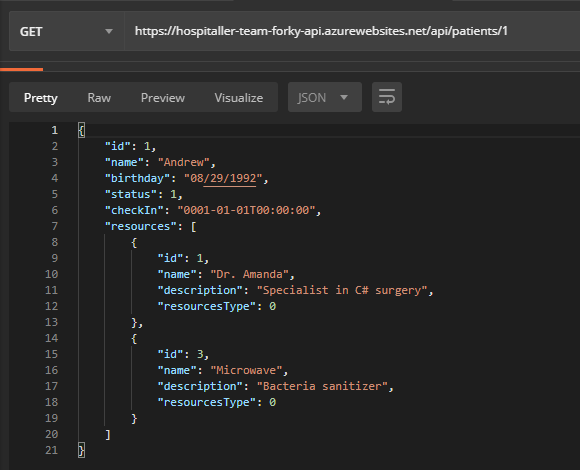 GET https://hospitaller-team-forky-api.azurewebsites.net/api/patients/1
Pretty Raw Preview Visualize JSON
1 {
2 "id": 1,
3 "name": "Andrew",
4 "birthday": "08/29/1992",
5 "status": 1,
6 "checkIn": "0001-01-01T00:00:00",
7 "resources": [
8 {
9 "id": 1,
10 "name": "Dr. Amanda",
11 "description": "Specialist in C# surgery",
12 "resourcesType": 0
13 },
14 {
15 "id": 3,
16 "name": "Microwave",
17 "description": "Bacteria sanitizer",
18 "resourcesType": 0
19 }
20 ]
21 }